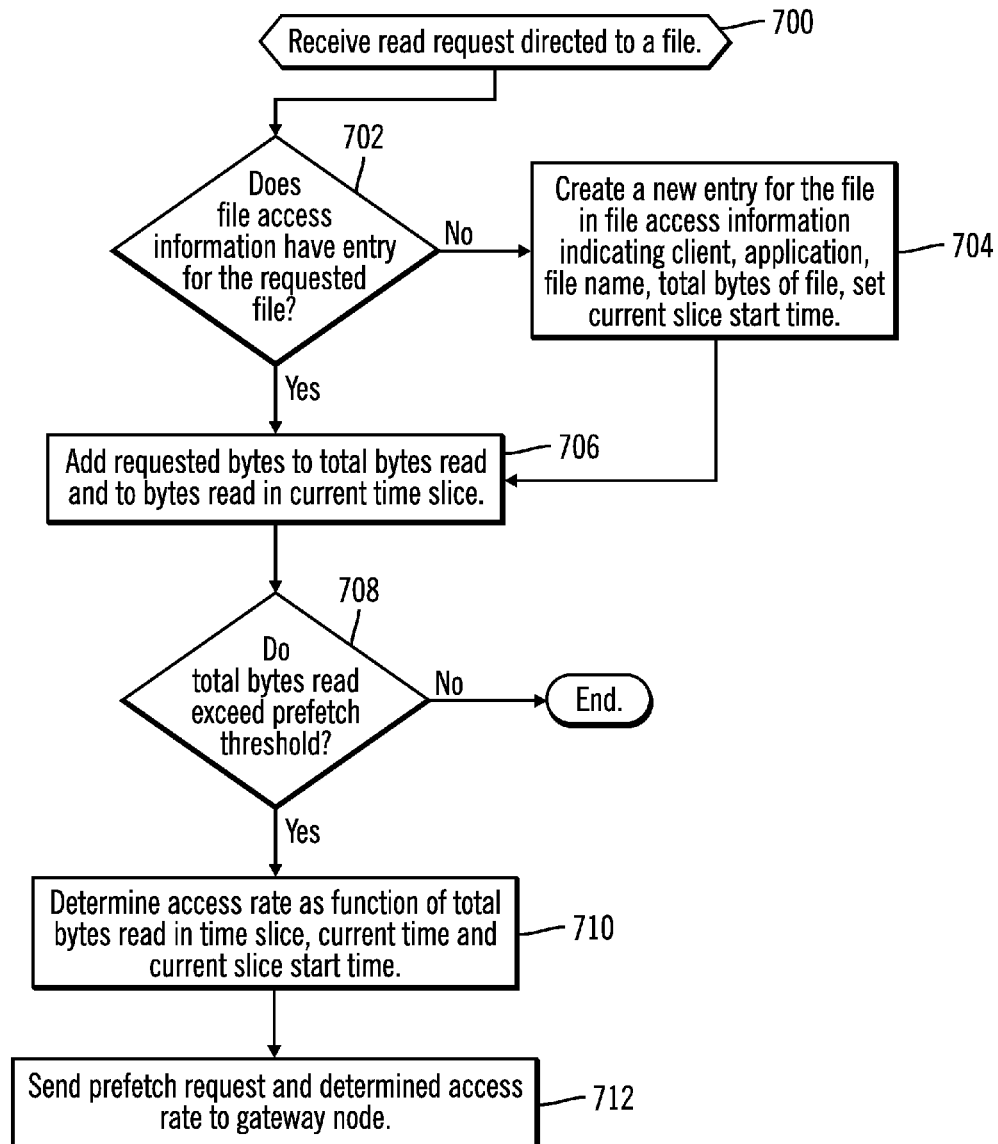 Receive read request directed to a file.
700
702
Does
file access
information have entry
for the requested
file?
No
Create a new entry for the file
in file access information
indicating client, application,
file name, total bytes of file, set
current slice start time.
704
Yes
Add requested bytes to total bytes read
and to bytes read in current time slice.
706
708
Do
total bytes read
exceed prefetch
threshold?
No
End.
Yes
Determine access rate as function of total
bytes read in time slice, current time and
current slice start time.
710
Send prefetch request and determined access
rate to gateway node.
712